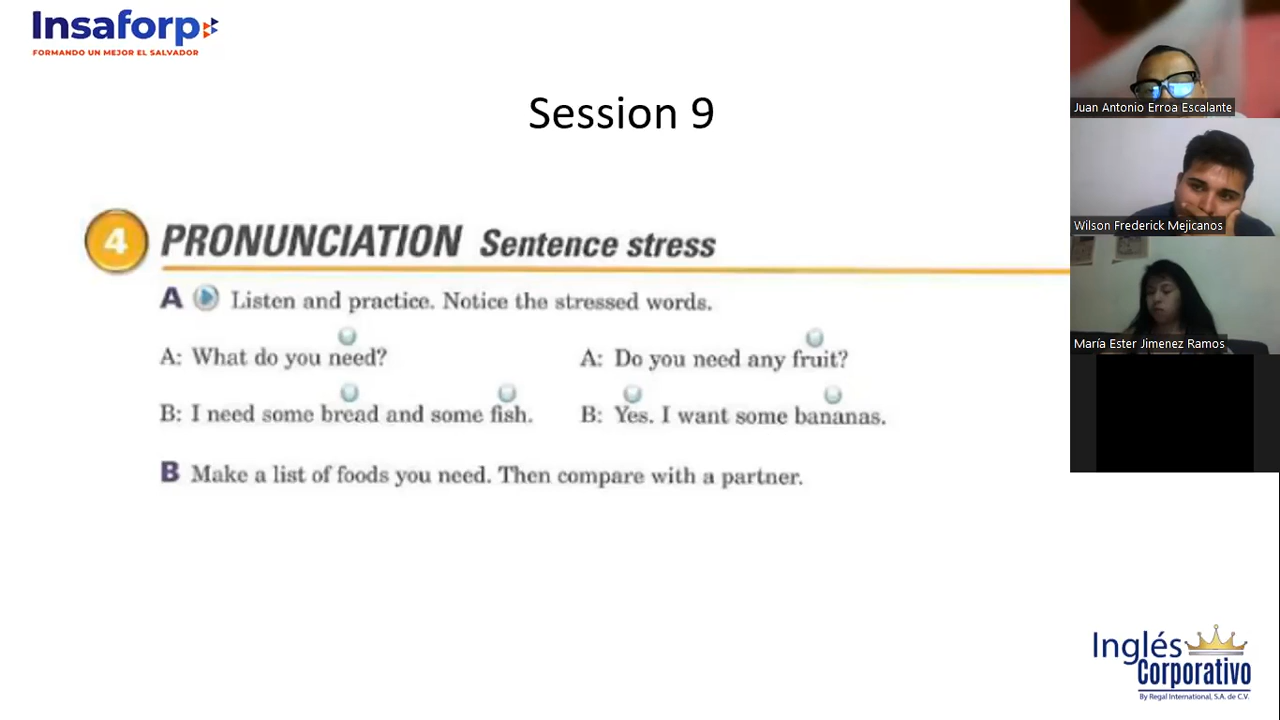 Insaforp
FORMANDO UN MEJOR EL SALVADOR
Session 9
4 PRONUNCIATION Sentence stress
A Listen and practice. Notice the stressed words.
A: What do you need?
B: I need some bread and some fish.
A: Do you need any fruit?
B: Yes. I want some bananas.
B Make a list of foods you need. Then compare with a partner.
Juan Antonio Erroa Escalante
Wilson Frederick Mejicanos
María Ester Jimenez Ramos
Inglés
Corporativo
By Regal International, S.A. de C.V.